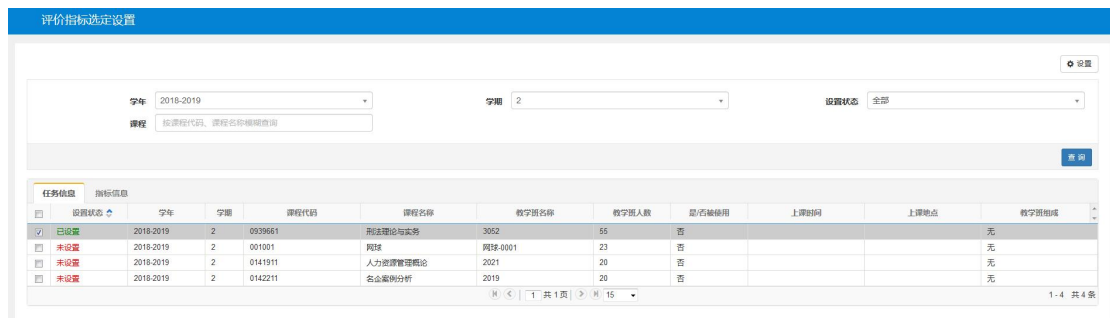 评价指标选定设置
设置
学年 2018-2019 学期 2 设置状态 全部
课程 按课程代码、课程名称模糊查询
查询
任务信息 指标信息
设置状态 学年 学期 课程代码 课程名称 教学班名称 教学班人数 是/否被使用 上课时间 上课地点 教学班组成
已设置 2018-2019 2 0939661 刑法理论与实务 3052 55 否 无
未设置 2018-2019 2 001001 网球 网球-0001 23 否 无
未设置 2018-2019 2 0141911 人力资源管理概论 2021 20 否 无
未设置 2018-2019 2 0142211 名企案例分析 2019 20 否 无
1 共1页 15 1 - 4 共4条